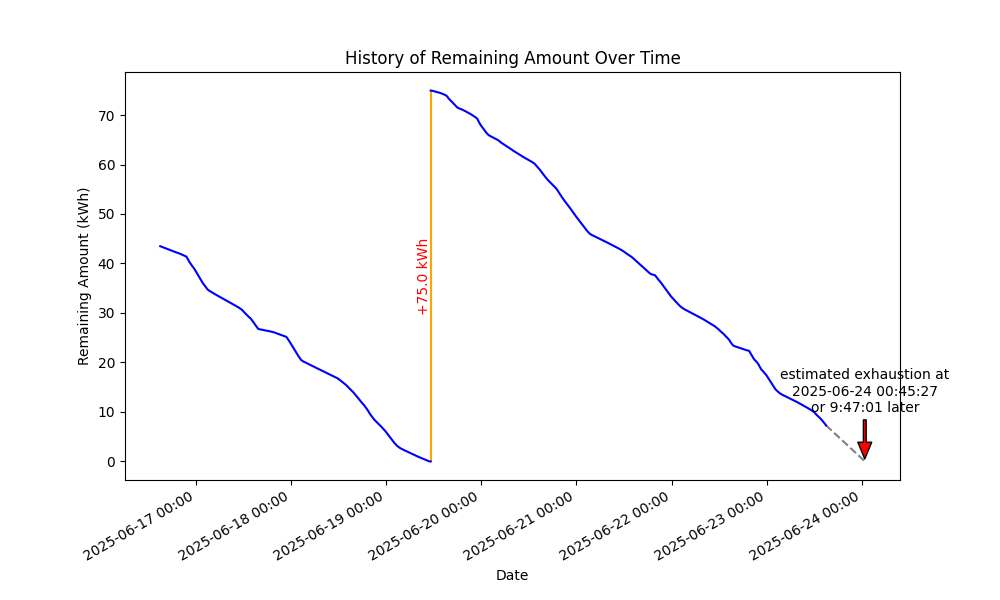 History of Remaining Amount Over Time
Remaining Amount (kWh)
70
60
50
40
30
20
10
0
+75.0 kWh
estimated exhaustion at
2025-06-24 00:45:27
or 9:47:01 later
2025-06-17 00:00
2025-06-18 00:00
2025-06-19 00:00
2025-06-20 00:00
2025-06-21 00:00
2025-06-22 00:00
2025-06-23 00:00
2025-06-24 00:00
Date